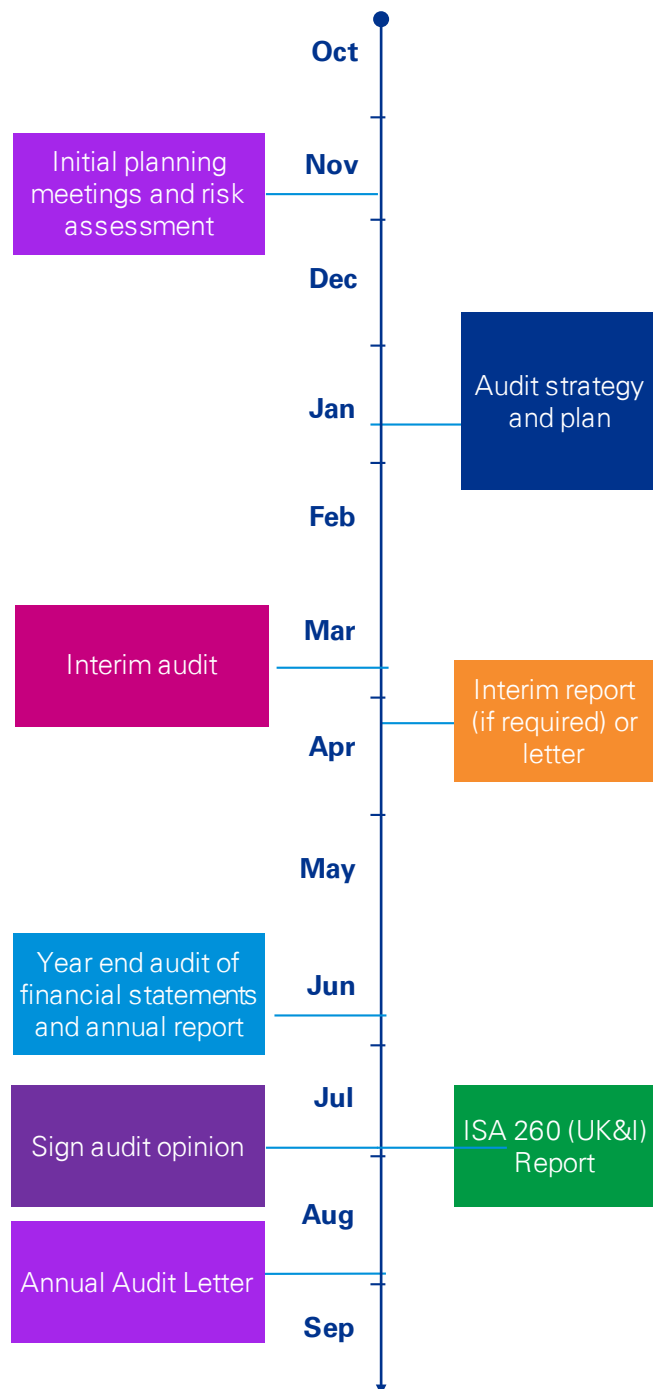 Oct
Initial planning
meetings and risk
assessment
Nov
Dec
Audit strategy
and plan
Jan
Feb
Interim audit
Mar
Interim report
(if required) or
letter
Apr
May
Year end audit of
financial statements
and annual report
Jun
Jul
Sign audit opinion
ISA 260 (UK&I)
Report
Aug
Annual Audit Letter
Sep